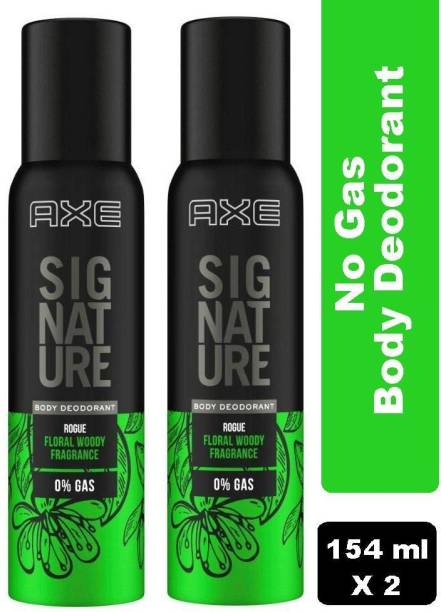 AXE
SIG
NAT
URE
BODY DEODORANT
ROGUE
FLORAL WOODY
FRAGRANCE
0% GAS
AXE
SIG
NAT
URE
BODY DEODORANT
ROGUE
FLORAL WOODY
FRAGRANCE
0% GAS
No Gas
Body Deodorant
154 ml
X 2